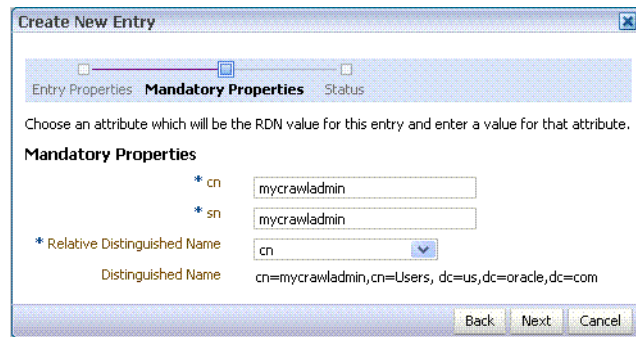 Create New Entry
Entry Properties Mandatory Properties Status
Choose an attribute which will be the RDN value for this entry and enter a value for that attribute.
Mandatory Properties
* cn mycrawladmin
* sn mycrawladmin
* Relative Distinguished Name cn
Distinguished Name cn=mycrawladmin,cn=Users, dc=us,dc=oracle,dc=com
Back Next Cancel